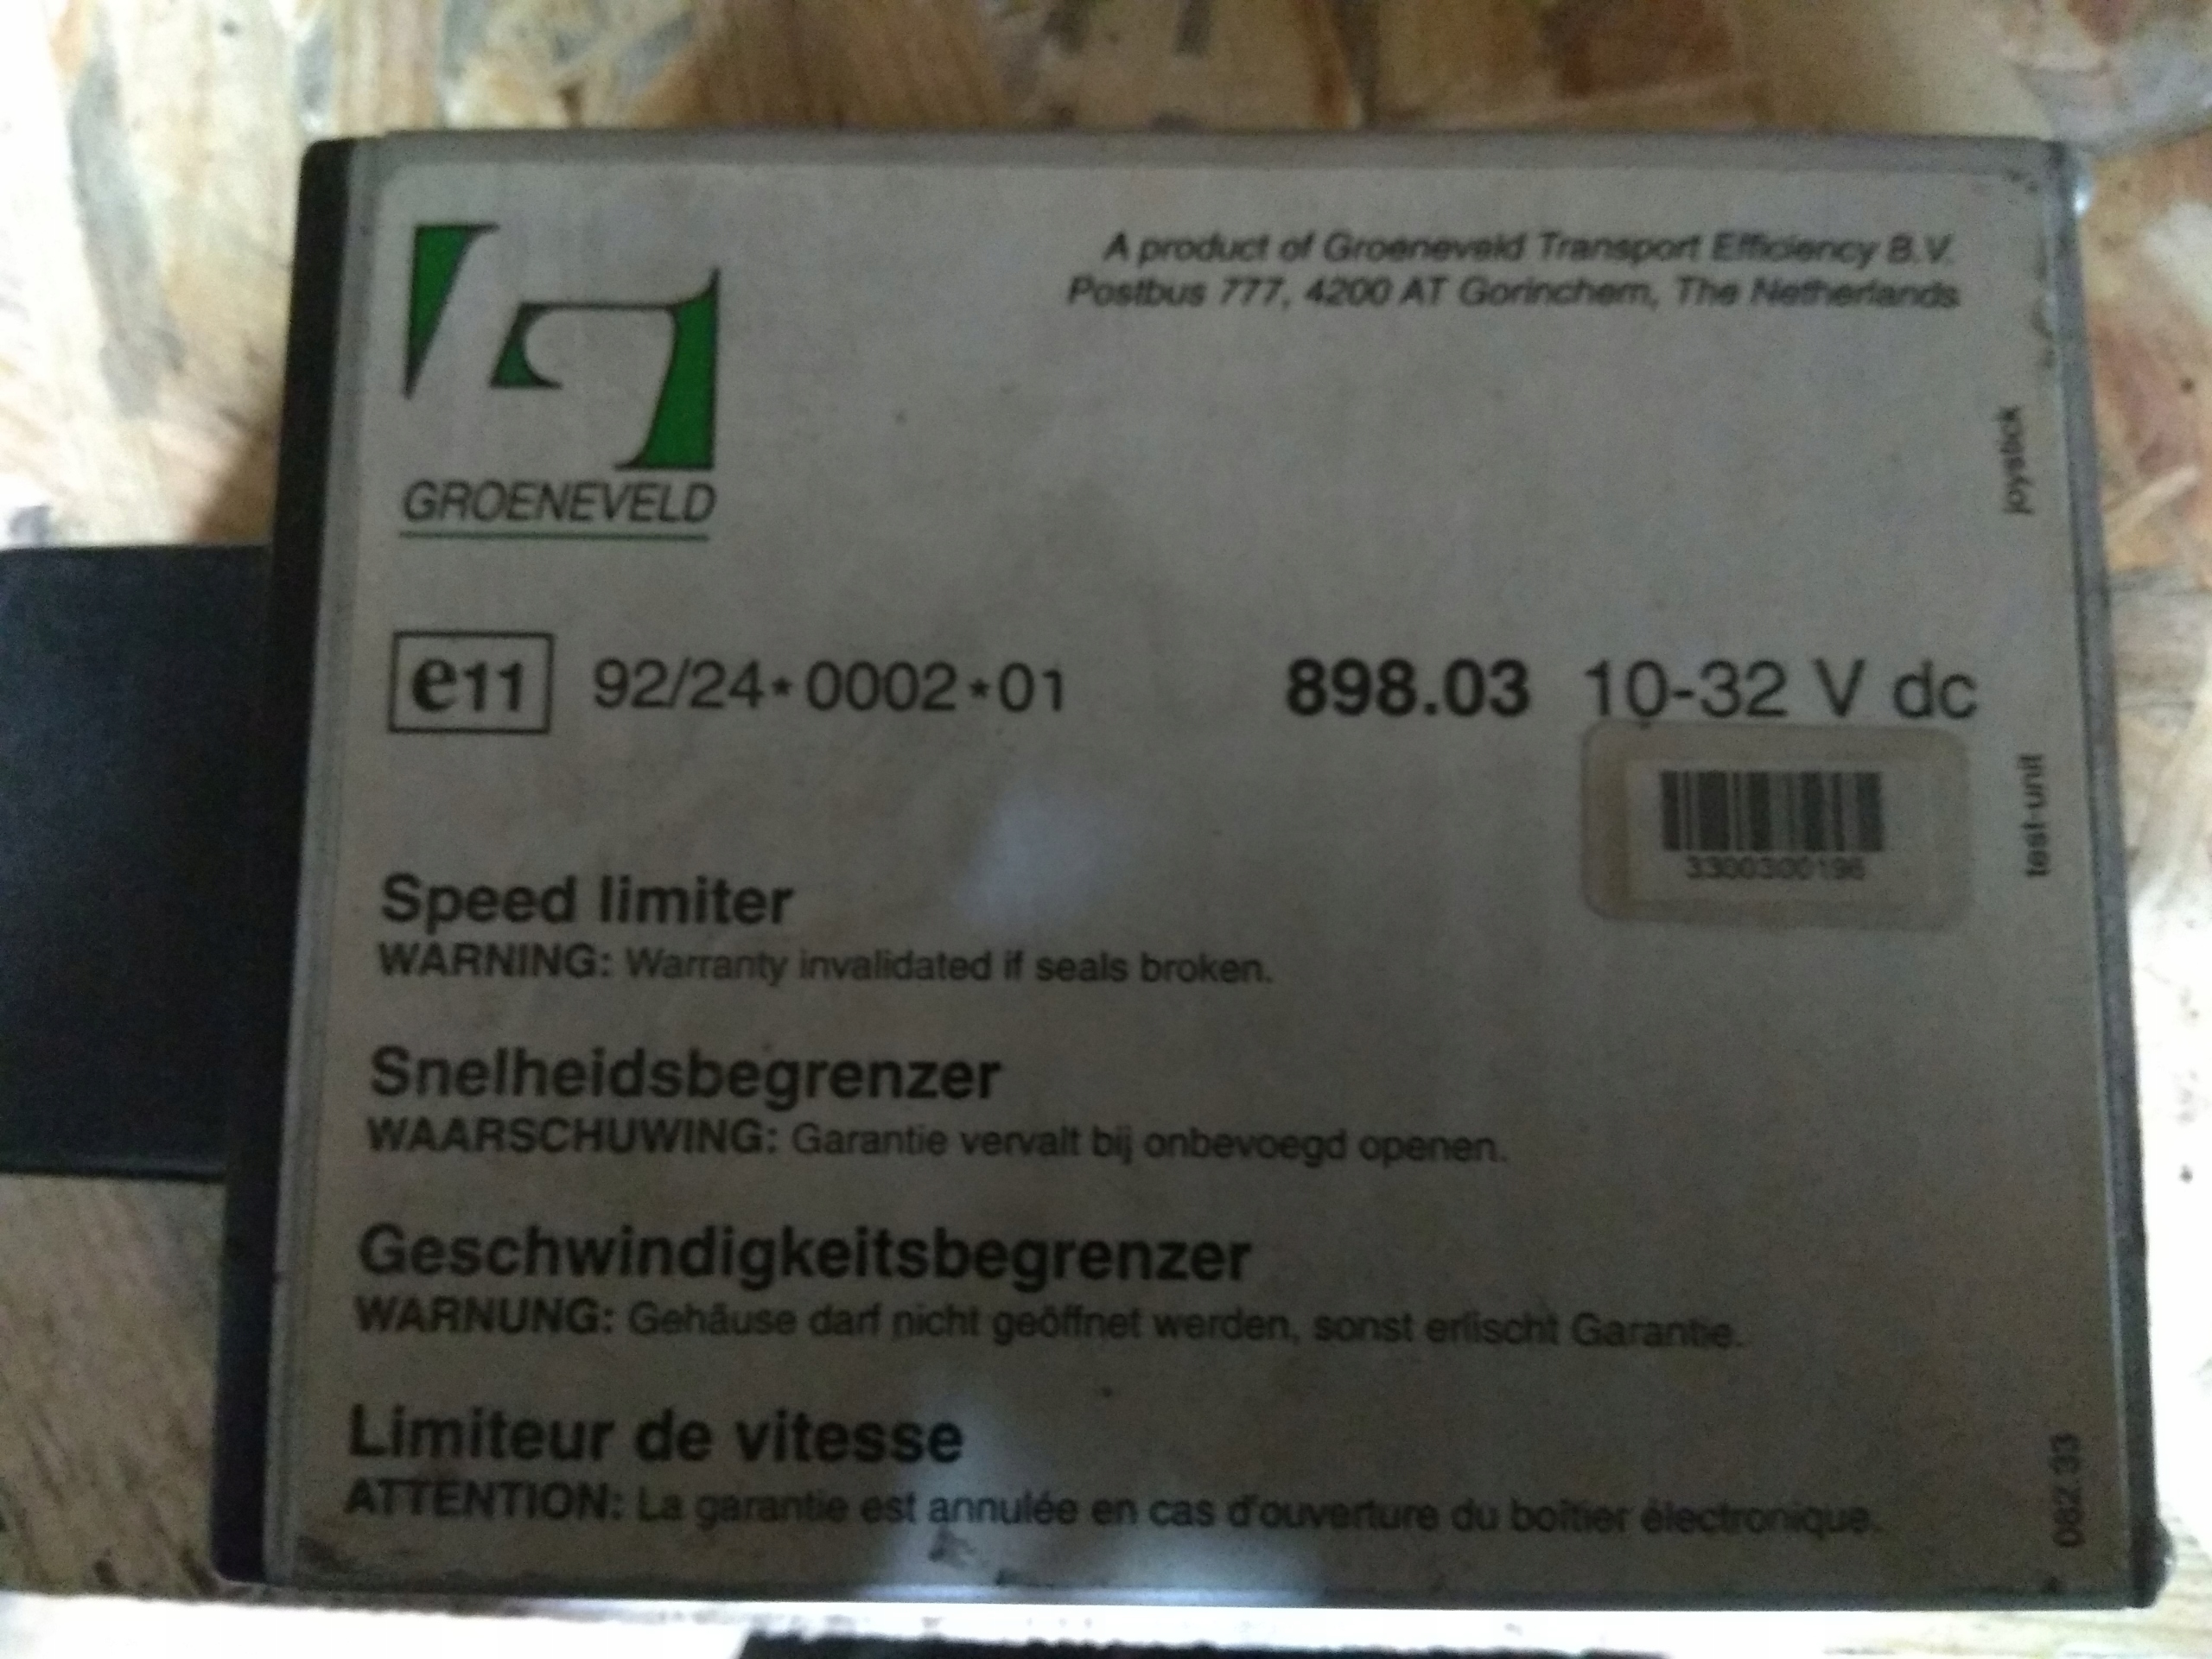 A product of Groeneveld Transport Efficiency B.V.
Postbus 777, 4200 AT Gorinchem, The Netherlands
GROENEVELD
joystick
e11 92/24*0002*01 898.03 10-32 V dc
3300300196
test-unit
Speed limiter
WARNING: Warranty invalidated if seals broken.
Snelheidsbegrenzer
WAARSCHUWING: Garantie vervalt bij onbevoegd openen.
Geschwindigkeitsbegrenzer
WARNUNG: Gehäuse darf nicht geöffnet werden, sonst erlischt Garantie.
Limiteur de vitesse
ATTENTION: La garantie est annulée en cas d'ouverture du boîtier électronique.
082.33